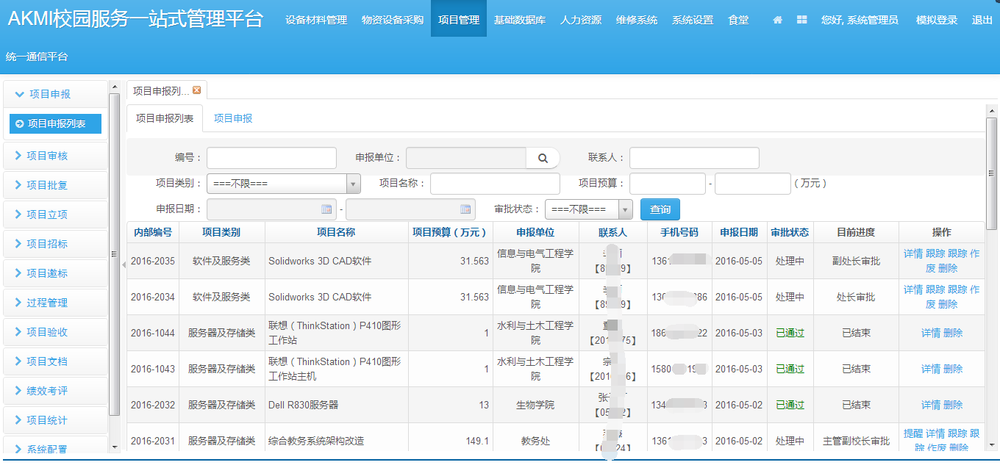 AKMI校园服务一站式管理平台 设备材料管理 物资设备采购 项目管理 基础数据库 人力资源 维修系统 系统设置 食堂 您好, 系统管理员 模拟登录 退出
统一通信平台
项目申报
项目申报列表
项目审核
项目批复
项目立项
项目招标
项目邀标
过程管理
项目验收
项目文档
绩效考评
项目统计
系统配置
项目申报列...
项目申报列表 项目申报
编号： 申报单位： 联系人：
项目类别： ===不限=== 项目名称： 项目预算： - （万元）
申报日期： - 审批状态： ===不限=== 查询
内部编号 项目类别 项目名称 项目预算（万元） 申报单位 联系人 手机号码 申报日期 审批状态 目前进度 操作
2016-2035 软件及服务类 Solidworks 3D CAD软件 31.563 信息与电气工程学院 136 2016-05-05 处理中 副处长审批 详情 跟踪 跟踪 作废 删除
2016-2034 软件及服务类 Solidworks 3D CAD软件 31.563 信息与电气工程学院 86 2016-05-05 处理中 处长审批 详情 跟踪 跟踪 作废 删除
2016-1044 服务器及存储类 联想（ThinkStation）P410图形工作站 1 水利与土木工程学院 【201 75】 186 22 2016-05-03 已通过 已结束 详情 删除
2016-1043 服务器及存储类 联想（ThinkStation）P410图形工作站主机 1 水利与土木工程学院 宗 【201 6】 1580 19 2016-05-03 已通过 已结束 详情 删除
2016-2032 服务器及存储类 Dell R830服务器 13 生物学院 张 【05 2】 134 3 2016-05-02 已通过 已结束 详情 删除
2016-2031 服务器及存储类 综合教务系统架构改造 149.1 教务处 24】 136 3 2016-05-02 处理中 主管副校长审批 提醒 详情 跟踪 跟踪 作废 删除